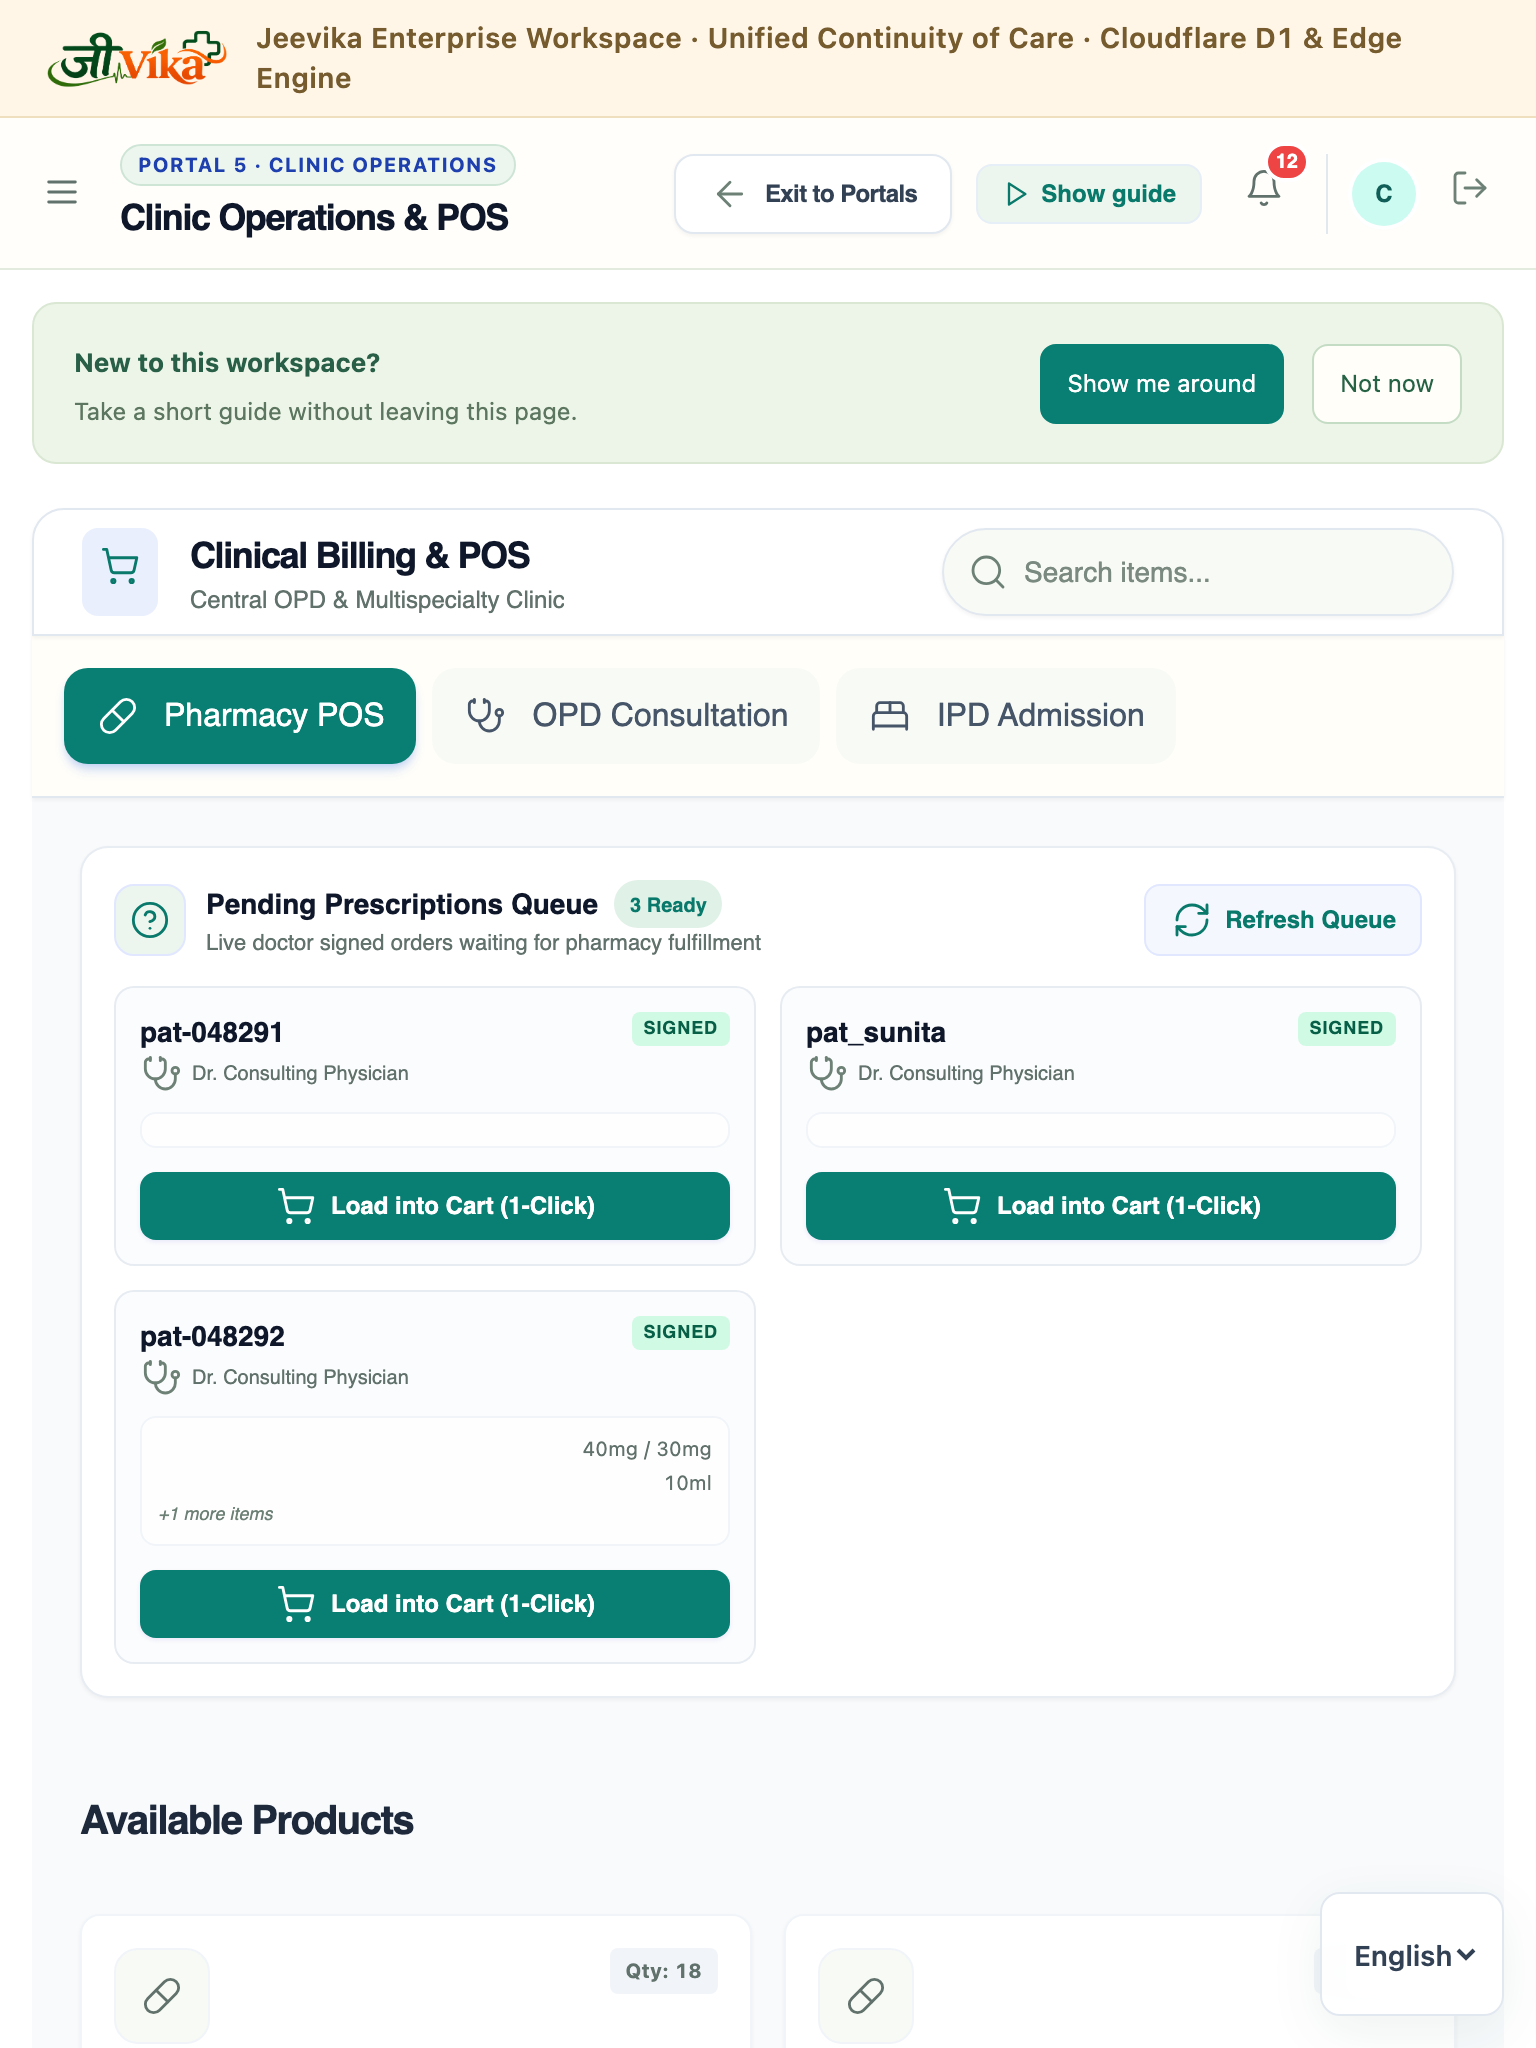 जीvika
Jeevika Enterprise Workspace · Unified Continuity of Care · Cloudflare D1 & Edge
Engine
PORTAL 5 · CLINIC OPERATIONS
Clinic Operations & POS
Exit to Portals
Show guide
12
C
New to this workspace?
Take a short guide without leaving this page.
Show me around
Not now
Clinical Billing & POS
Central OPD & Multispecialty Clinic
Search items...
Pharmacy POS
OPD Consultation
IPD Admission
Pending Prescriptions Queue
3 Ready
Live doctor signed orders waiting for pharmacy fulfillment
Refresh Queue
pat-048291
SIGNED
Dr. Consulting Physician
Load into Cart (1-Click)
pat_sunita
SIGNED
Dr. Consulting Physician
Load into Cart (1-Click)
pat-048292
SIGNED
Dr. Consulting Physician
40mg / 30mg
10ml
+1 more items
Load into Cart (1-Click)
Available Products
Qty: 18
English